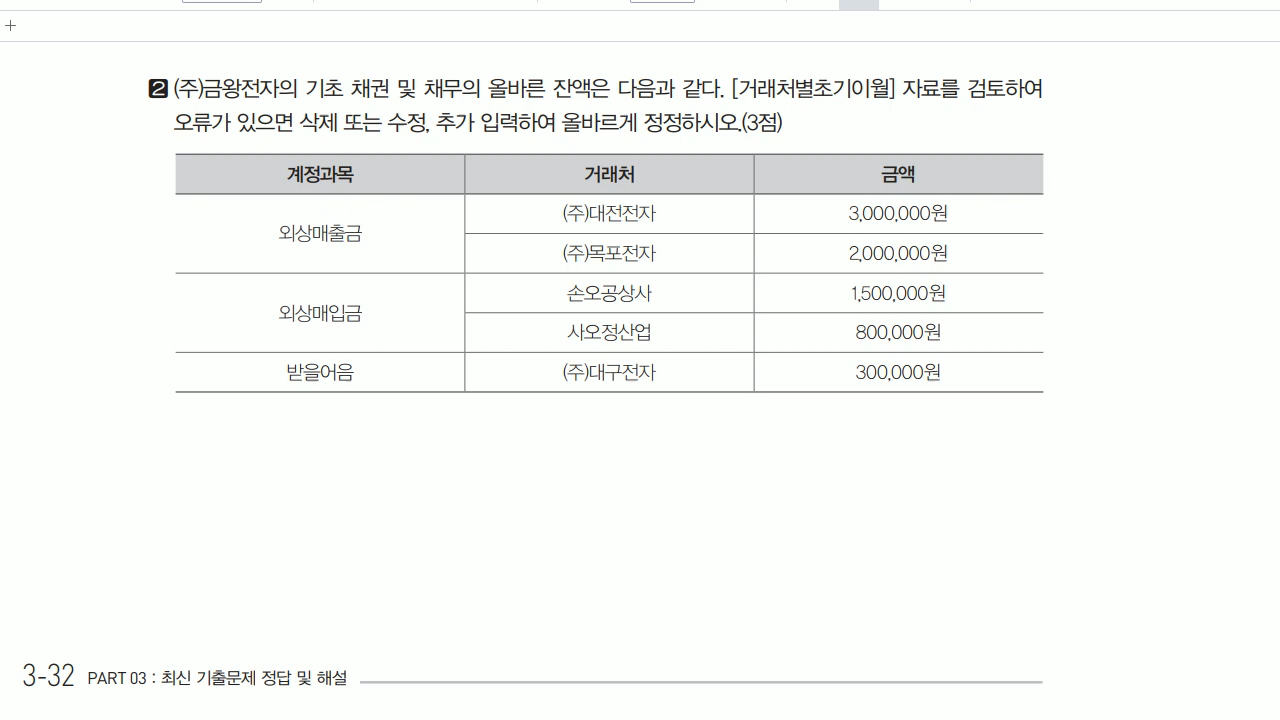 2 (주)금왕전자의 기초 채권 및 채무의 올바른 잔액은 다음과 같다. [거래처별초기이월] 자료를 검토하여
오류가 있으면 삭제 또는 수정, 추가 입력하여 올바르게 정정하시오.(3점)
계정과목 거래처 금액
외상매출금 (주)대전전자 3,000,000원
(주)목포전자 2,000,000원
외상매입금 손오공상사 1,500,000원
사오정산업 800,000원
받을어음 (주)대구전자 300,000원
3-32 PART 03 : 최신 기출문제 정답 및 해설